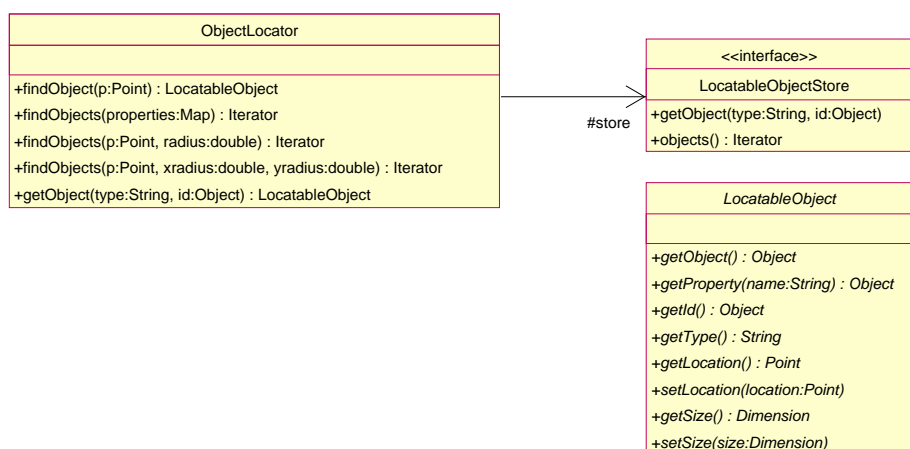 ObjectLocator
+findObject(p:Point) : LocatableObject
+findObjects(properties:Map) : Iterator
+findObjects(p:Point, radius:double) : Iterator
+findObjects(p:Point, xradius:double, yradius:double) : Iterator
+getObject(type:String, id:Object) : LocatableObject
#store
<<interface>>
LocatableObjectStore
+getObject(type:String, id:Object)
+objects() : Iterator
LocatableObject
+getObject() : Object
+getProperty(name:String) : Object
+getId() : Object
+getType() : String
+getLocation() : Point
+setLocation(location:Point)
+getSize() : Dimension
+setSize(size:Dimension)